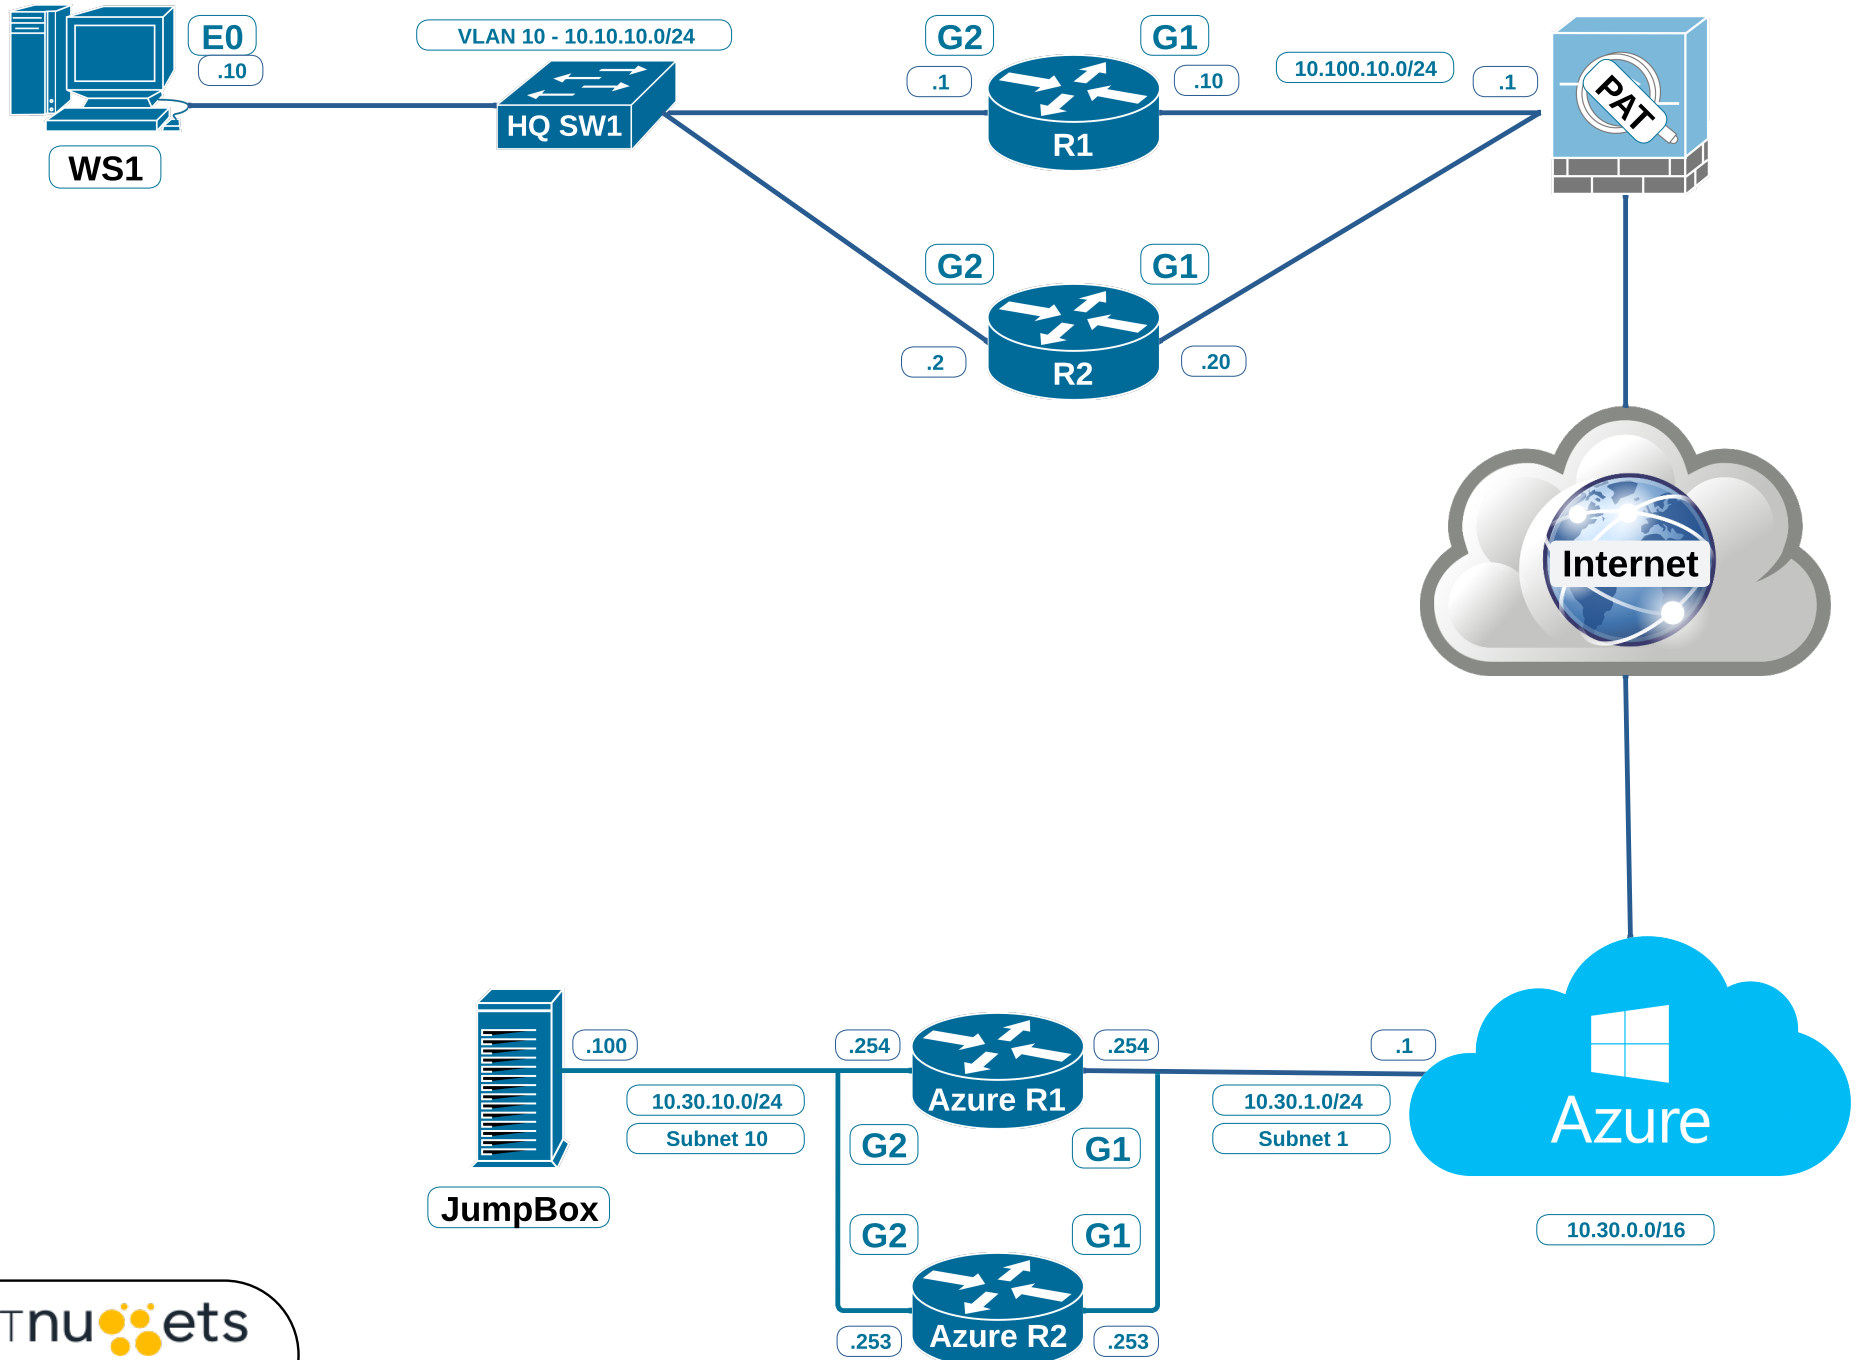 E0
.10
VLAN 10 - 10.10.10.0/24
G2
G1
.1
.10
10.100.10.0/24
.1
PAT
HQ SW1
R1
WS1
G2
G1
R2
.2
.20
Internet
.100
.254
.254
.1
10.30.10.0/24
Subnet 10
Azure R1
10.30.1.0/24
Subnet 1
Azure
G2
G1
JumpBox
G2
G1
10.30.0.0/16
Azure R2
.253
.253
Tnuggets